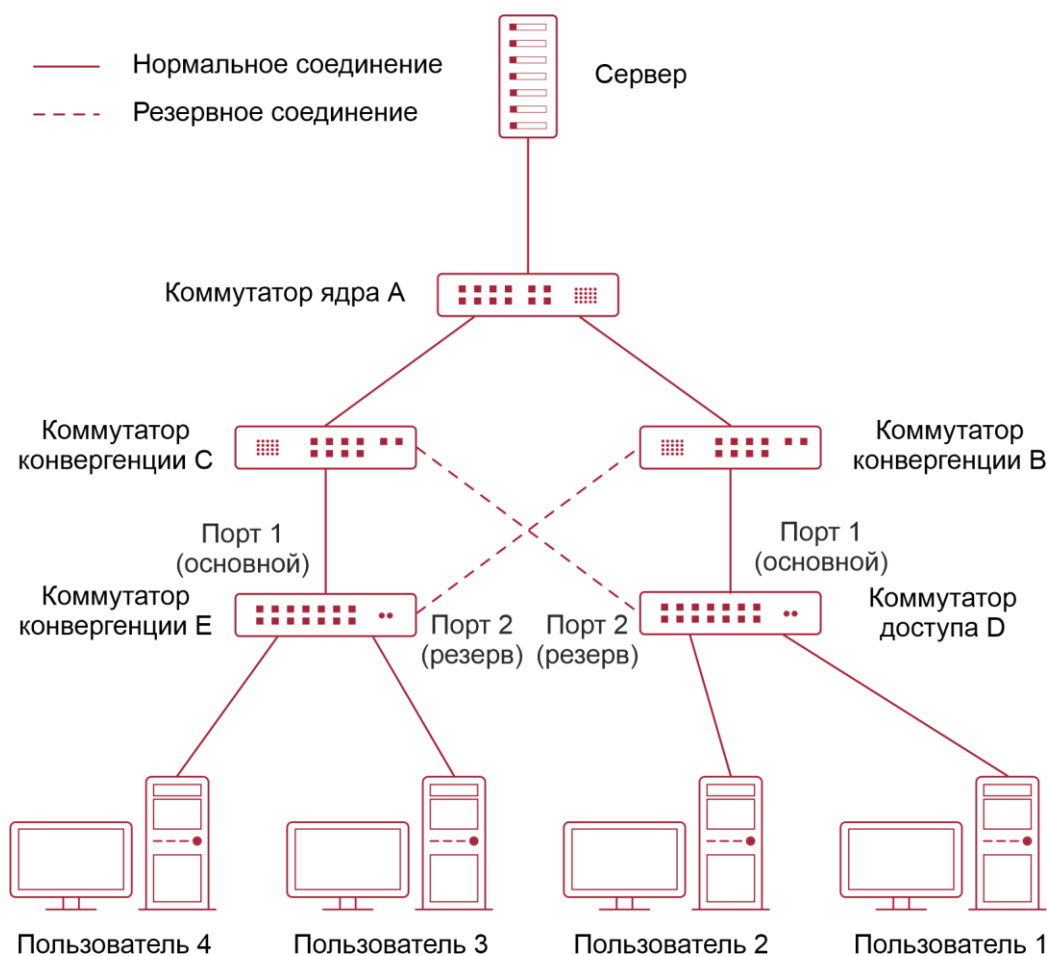 Нормальное соединение
Резервное соединение
Сервер
Коммутатор ядра А
Коммутатор
конвергенции С
Коммутатор
конвергенции В
Порт 1
(основной)
Порт 1
(основной)
Коммутатор
конвергенции Е
Порт 2
(резерв)
Порт 2
(резерв)
Коммутатор
доступа D
Пользователь 4
Пользователь 3
Пользователь 2
Пользователь 1